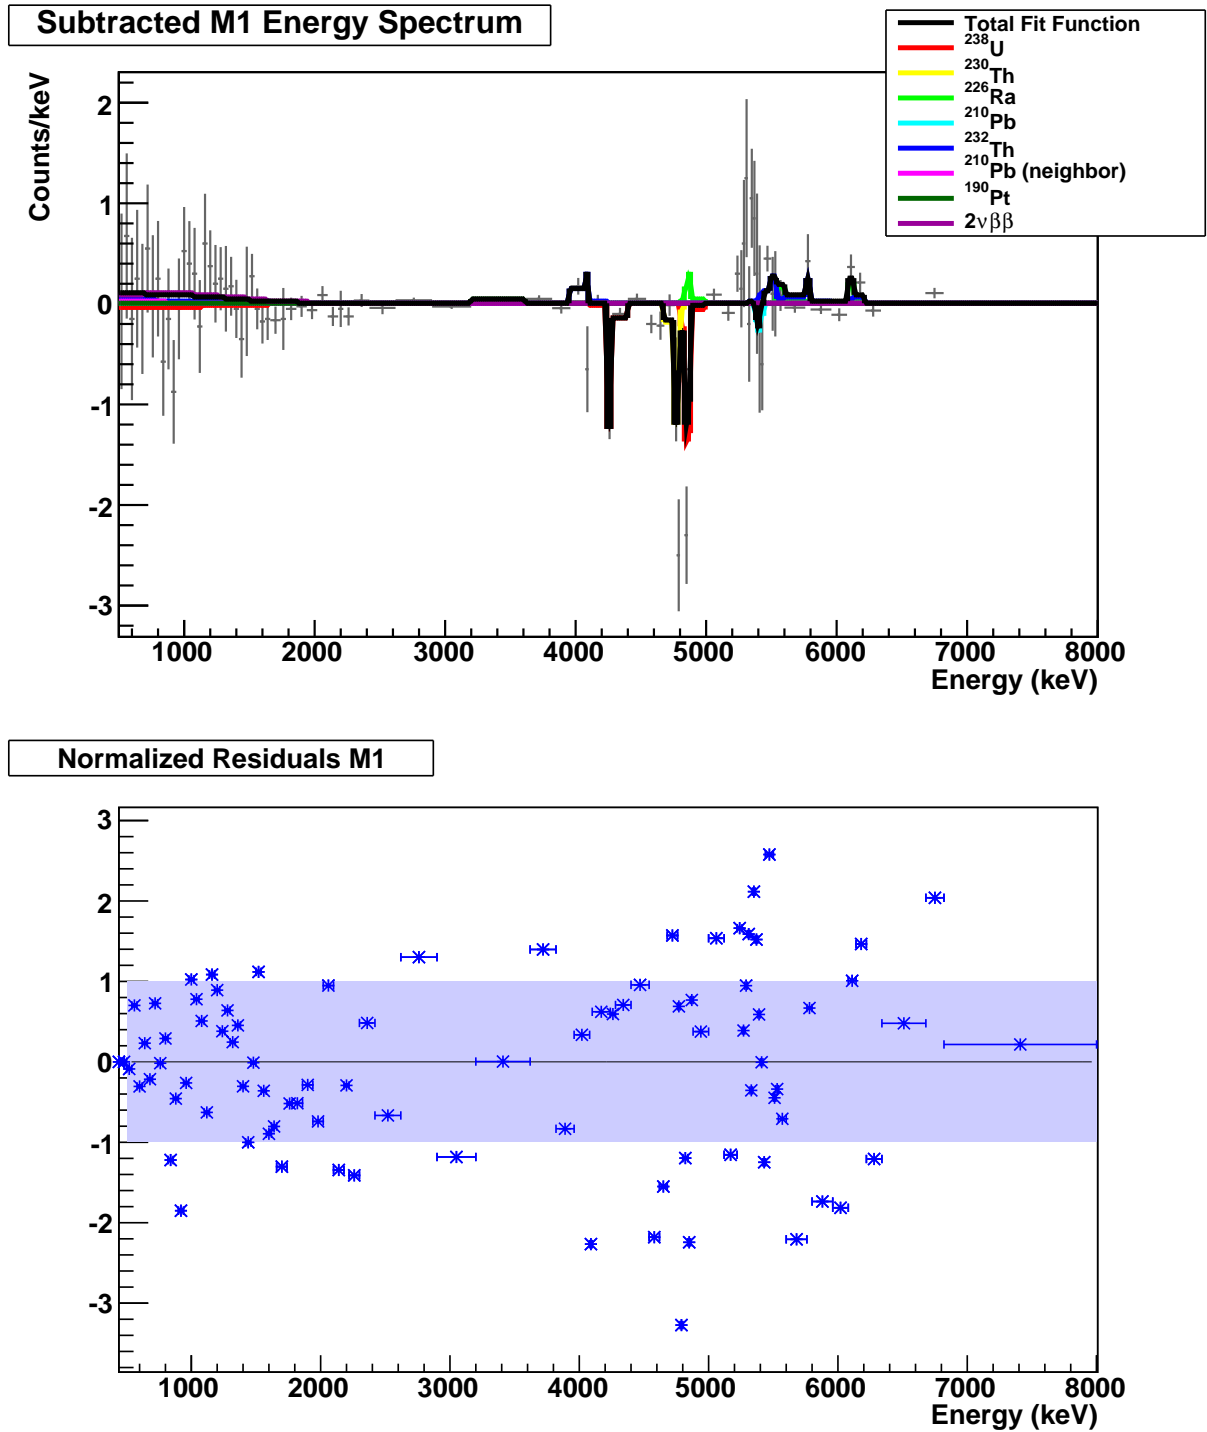 Subtracted M1 Energy Spectrum
Total Fit Function
238U
230Th
226Ra
210Pb
232Th
210Pb (neighbor)
190Pt
2νββ
Counts/keV
2
1
0
-1
-2
-3
1000 2000 3000 4000 5000 6000 7000 8000
Energy (keV)
Normalized Residuals M1
3
2
1
0
-1
-2
-3
1000 2000 3000 4000 5000 6000 7000 8000
Energy (keV)